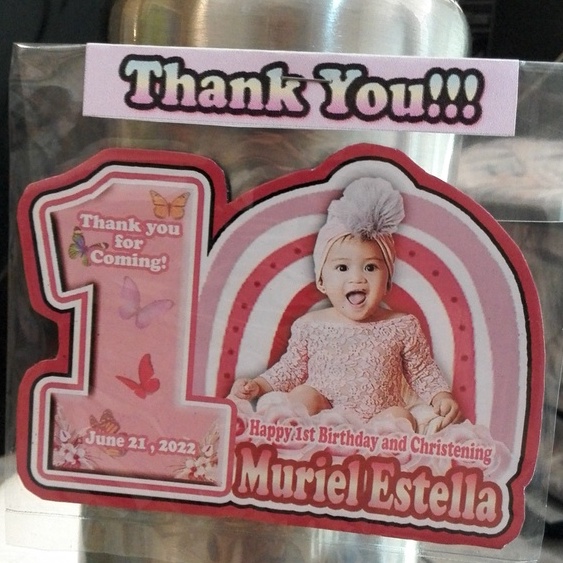 Thank You!!!
Thank you
for
Coming!
June 21, 2022
Happy 1st Birthday and Christening
Muriel Estella